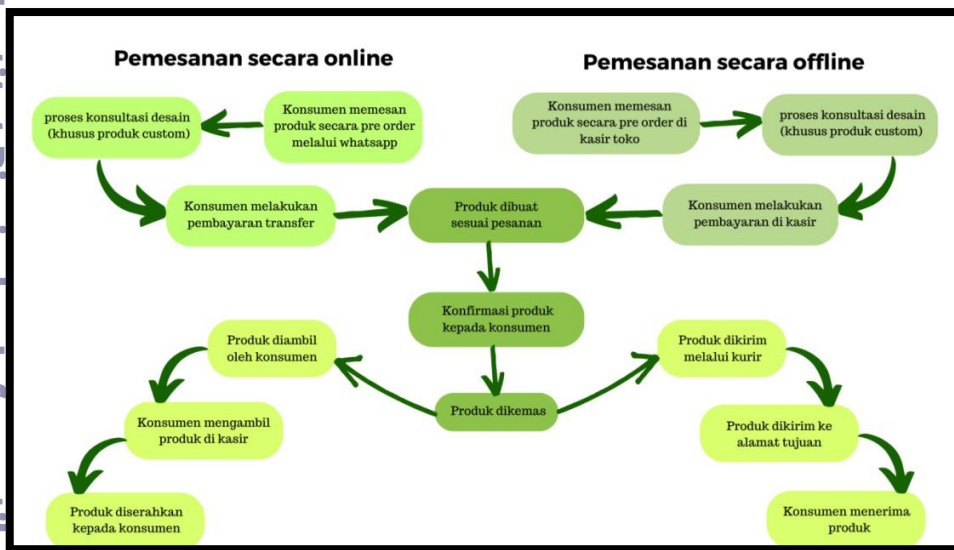 Pemesanan secara online
Pemesanan secara offline
proses konsultasi desain
(khusus produk custom)
Konsumen memesan
produk secara pre order
melalui whatsapp
Konsumen memesan
produk secara pre order di
kasir toko
proses konsultasi desain
(khusus produk custom)
Konsumen melakukan
pembayaran transfer
Produk dibuat
sesuai pesanan
Konsumen melakukan
pembayaran di kasir
Konfirmasi produk
kepada konsumen
Produk diambil
oleh konsumen
Produk dikirim
melalui kurir
Produk dikemas
Konsumen mengambil
produk di kasir
Produk dikirim ke
alamat tujuan
Produk diserahkan
kepada konsumen
Konsumen menerima
produk